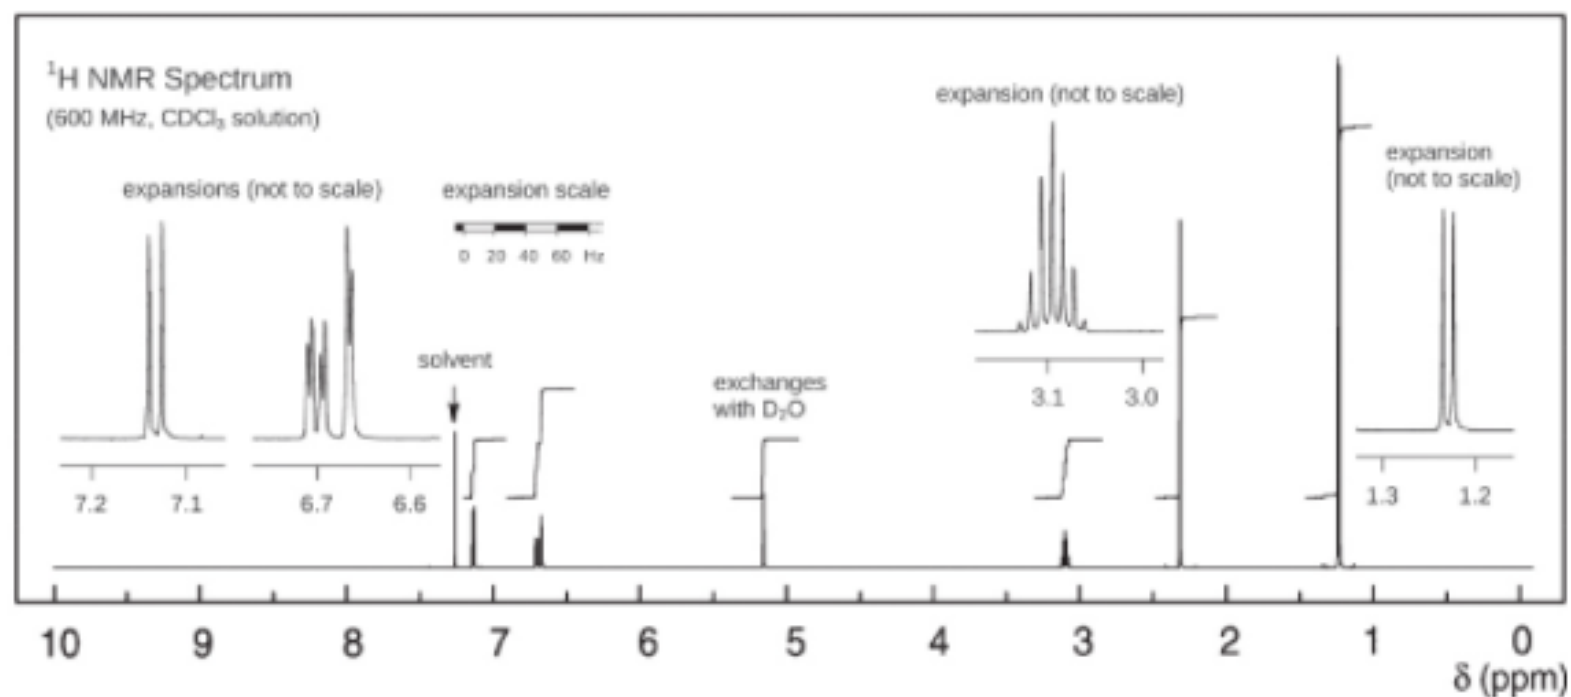 ¹H NMR Spectrum
(600 MHz, CDCl₃ solution)
expansions (not to scale)
expansion scale
0 20 40 60 Hz
solvent
exchanges
with D₂O
expansion (not to scale)
expansion
(not to scale)
7.2 7.1
6.7 6.6
3.1 3.0
1.3 1.2
10 9 8 7 6 5 4 3 2 1 0
δ (ppm)